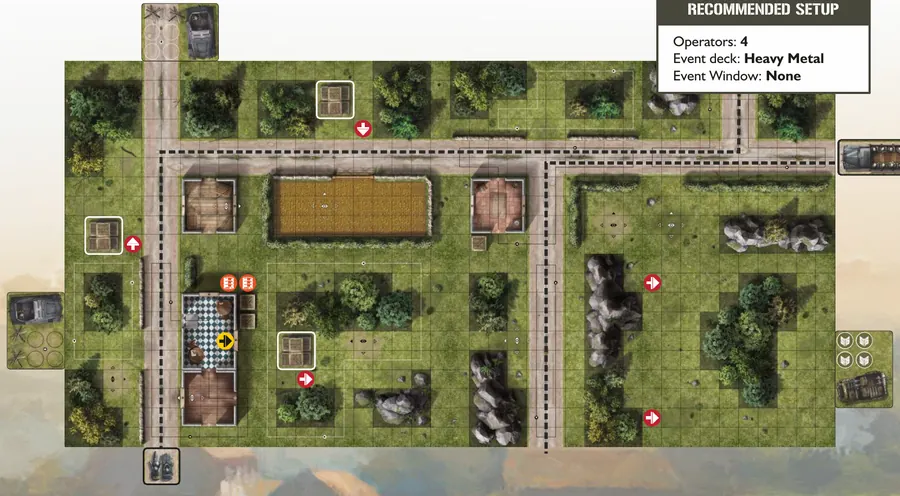 RECOMMENDED SETUP
Operators: 4
Event deck: Heavy Metal
Event Window: None